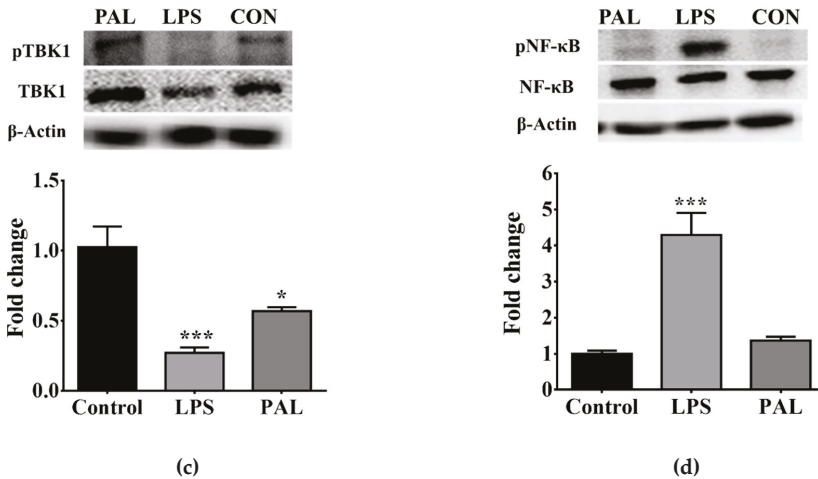 PAL LPS CON
pTBK1
TBK1
β-Actin
Fold change
1.5
1.0
0.5
0.0
***
*
Control LPS PAL
(c)
PAL LPS CON
pNF-κB
NF-κB
β-Actin
Fold change
6
5
4
2
1
0
***
Control LPS PAL
(d)